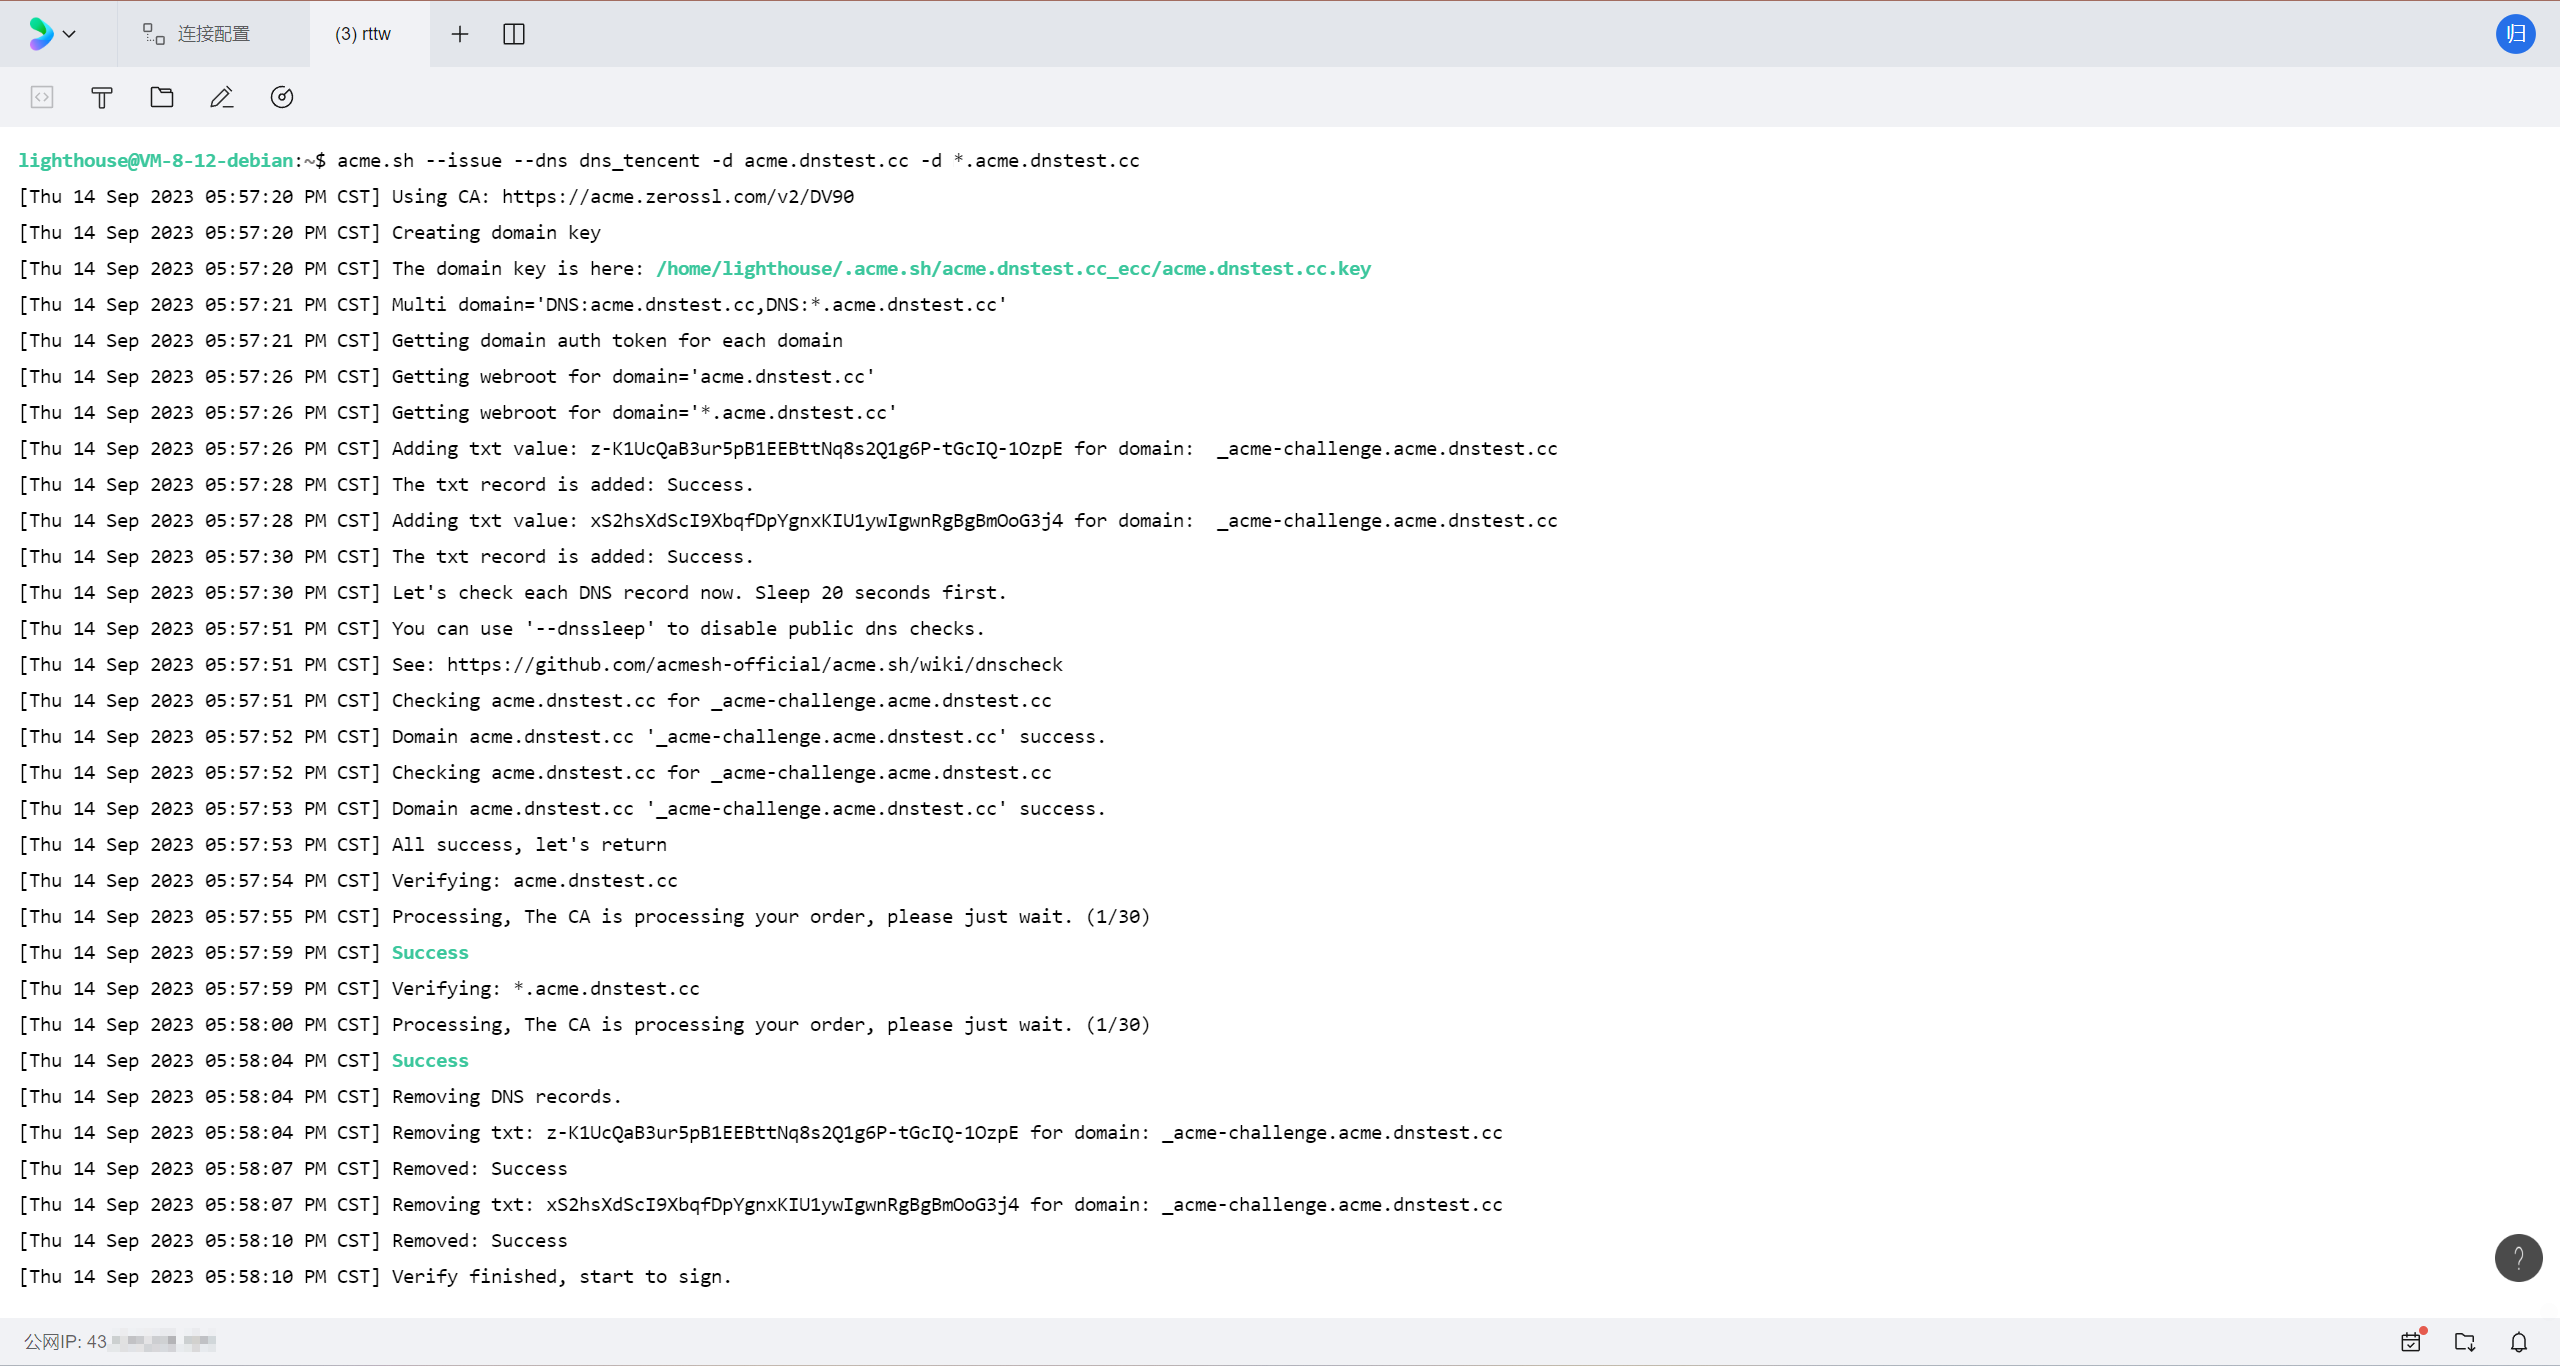 连接配置
(3) rttw
归
lighthouse@VM-8-12-debian:~$ acme.sh --issue --dns dns_tencent -d acme.dnstest.cc -d *.acme.dnstest.cc
[Thu 14 Sep 2023 05:57:20 PM CST] Using CA: https://acme.zerossl.com/v2/DV90
[Thu 14 Sep 2023 05:57:20 PM CST] Creating domain key
[Thu 14 Sep 2023 05:57:20 PM CST] The domain key is here: /home/lighthouse/.acme.sh/acme.dnstest.cc_ecc/acme.dnstest.cc.key
[Thu 14 Sep 2023 05:57:21 PM CST] Multi domain='DNS:acme.dnstest.cc,DNS:*.acme.dnstest.cc'
[Thu 14 Sep 2023 05:57:21 PM CST] Getting domain auth token for each domain
[Thu 14 Sep 2023 05:57:26 PM CST] Getting webroot for domain='acme.dnstest.cc'
[Thu 14 Sep 2023 05:57:26 PM CST] Getting webroot for domain='*.acme.dnstest.cc'
[Thu 14 Sep 2023 05:57:26 PM CST] Adding txt value: z-K1UcQaB3ur5pB1EEBttNq8s2Q1g6P-tGcIQ-1OzpE for domain:  _acme-challenge.acme.dnstest.cc
[Thu 14 Sep 2023 05:57:28 PM CST] The txt record is added: Success.
[Thu 14 Sep 2023 05:57:28 PM CST] Adding txt value: xS2hsXdScI9XbqfDpYgnxKIU1ywIgwnRgBgBmOoG3j4 for domain:  _acme-challenge.acme.dnstest.cc
[Thu 14 Sep 2023 05:57:30 PM CST] The txt record is added: Success.
[Thu 14 Sep 2023 05:57:30 PM CST] Let's check each DNS record now. Sleep 20 seconds first.
[Thu 14 Sep 2023 05:57:51 PM CST] You can use '--dnssleep' to disable public dns checks.
[Thu 14 Sep 2023 05:57:51 PM CST] See: https://github.com/acmesh-official/acme.sh/wiki/dnscheck
[Thu 14 Sep 2023 05:57:51 PM CST] Checking acme.dnstest.cc for _acme-challenge.acme.dnstest.cc
[Thu 14 Sep 2023 05:57:52 PM CST] Domain acme.dnstest.cc '_acme-challenge.acme.dnstest.cc' success.
[Thu 14 Sep 2023 05:57:52 PM CST] Checking acme.dnstest.cc for _acme-challenge.acme.dnstest.cc
[Thu 14 Sep 2023 05:57:53 PM CST] Domain acme.dnstest.cc '_acme-challenge.acme.dnstest.cc' success.
[Thu 14 Sep 2023 05:57:53 PM CST] All success, let's return
[Thu 14 Sep 2023 05:57:54 PM CST] Verifying: acme.dnstest.cc
[Thu 14 Sep 2023 05:57:55 PM CST] Processing, The CA is processing your order, please just wait. (1/30)
[Thu 14 Sep 2023 05:57:59 PM CST] Success
[Thu 14 Sep 2023 05:57:59 PM CST] Verifying: *.acme.dnstest.cc
[Thu 14 Sep 2023 05:58:00 PM CST] Processing, The CA is processing your order, please just wait. (1/30)
[Thu 14 Sep 2023 05:58:04 PM CST] Success
[Thu 14 Sep 2023 05:58:04 PM CST] Removing DNS records.
[Thu 14 Sep 2023 05:58:04 PM CST] Removing txt: z-K1UcQaB3ur5pB1EEBttNq8s2Q1g6P-tGcIQ-1OzpE for domain: _acme-challenge.acme.dnstest.cc
[Thu 14 Sep 2023 05:58:07 PM CST] Removed: Success
[Thu 14 Sep 2023 05:58:07 PM CST] Removing txt: xS2hsXdScI9XbqfDpYgnxKIU1ywIgwnRgBgBmOoG3j4 for domain: _acme-challenge.acme.dnstest.cc
[Thu 14 Sep 2023 05:58:10 PM CST] Removed: Success
[Thu 14 Sep 2023 05:58:10 PM CST] Verify finished, start to sign.
公网IP: 43